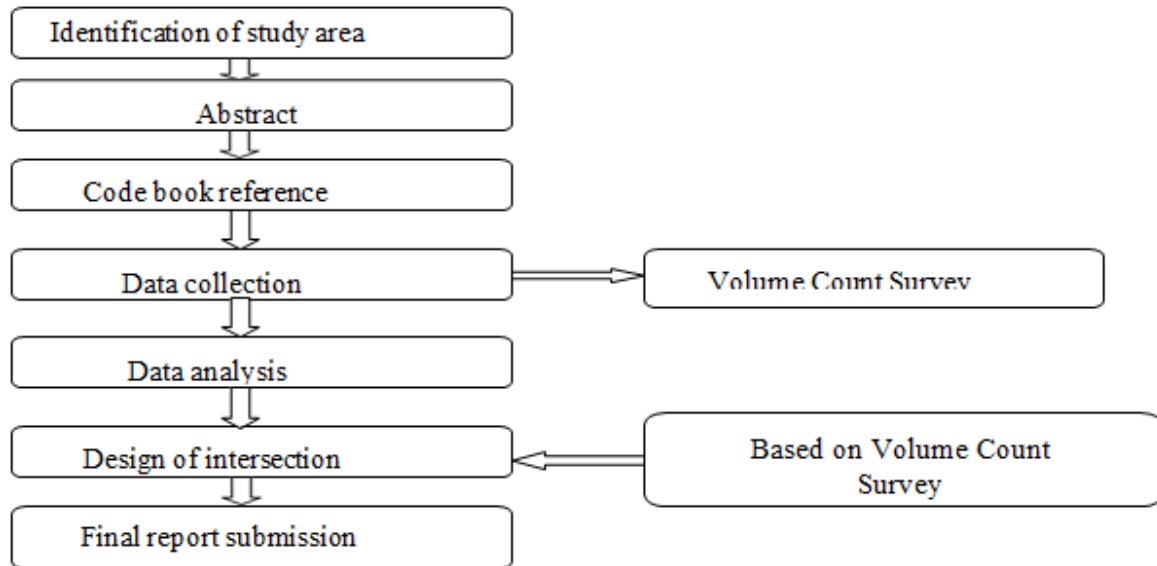 Identification of study area
Abstract
Code book reference
Data collection
Volume Count Survey
Data analysis
Design of intersection
Based on Volume Count
Survey
Final report submission